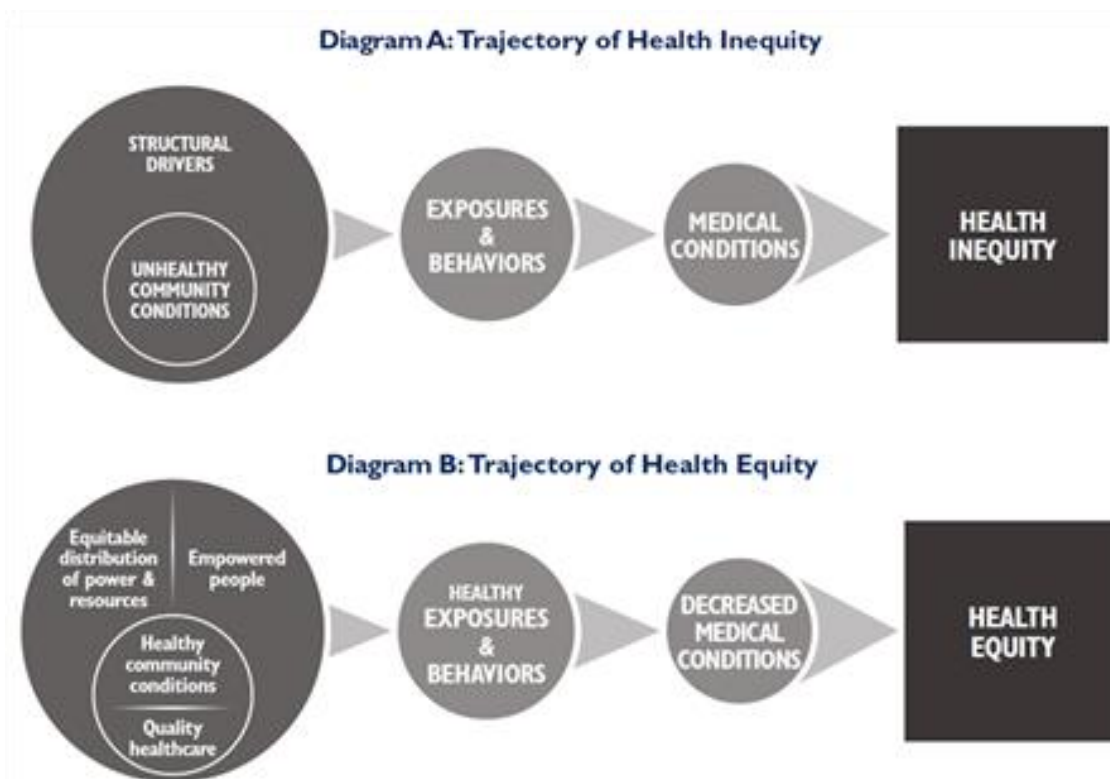 Diagram A: Trajectory of Health Inequity
STRUCTURAL
DRIVERS
UNHEALTHY
COMMUNITY
CONDITIONS
EXPOSURES
&
BEHAVIORS
MEDICAL
CONDITIONS
HEALTH
INEQUITY
Diagram B: Trajectory of Health Equity
Equitable
distribution
of power &
resources
Empowered
people
Healthy
community
conditions
Quality
healthcare
HEALTHY
EXPOSURES
&
BEHAVIORS
DECREASED
MEDICAL
CONDITIONS
HEALTH
EQUITY